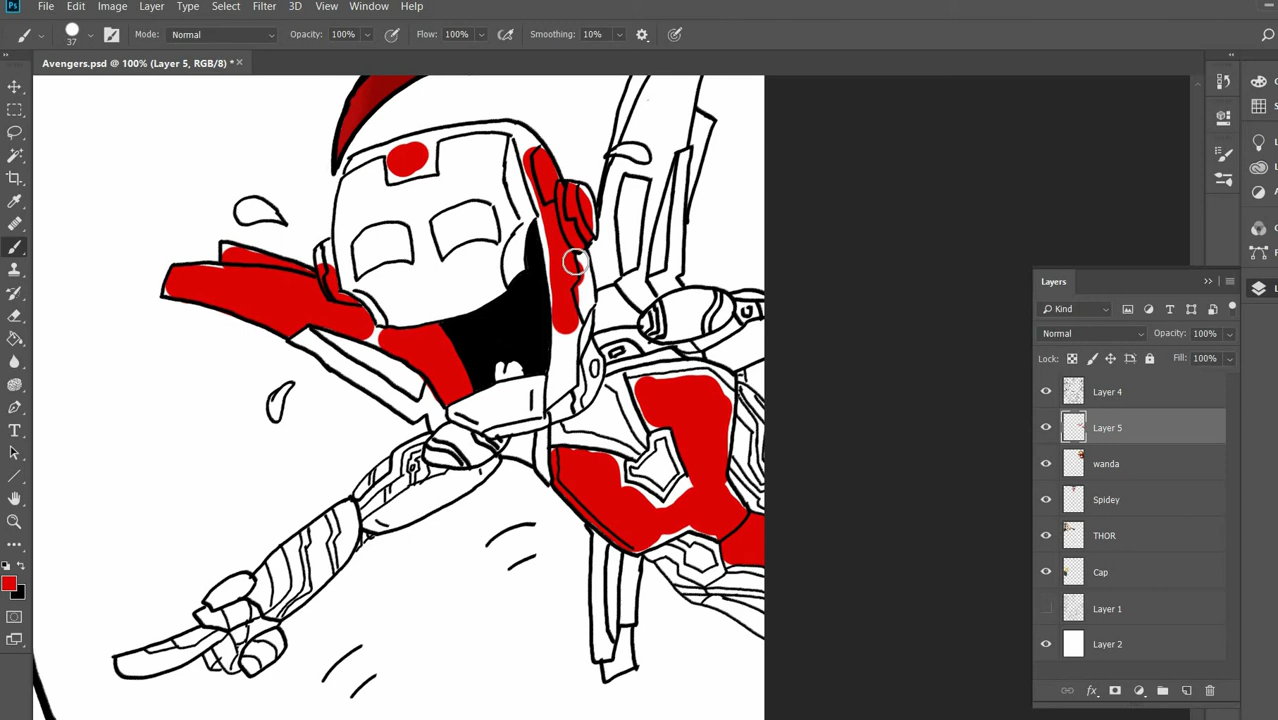 Ps File Edit Image Layer Type Select Filter 3D View Window Help
37 Mode: Normal Opacity: 100% Flow: 100% Smoothing: 10%
Avengers.psd @ 100% (Layer 5, RGB/8) *
Layers
Kind
Normal Opacity: 100%
Lock: Fill: 100%
Layer 4
Layer 5
wanda
Spidey
THOR
Cap
Layer 1
Layer 2
fx